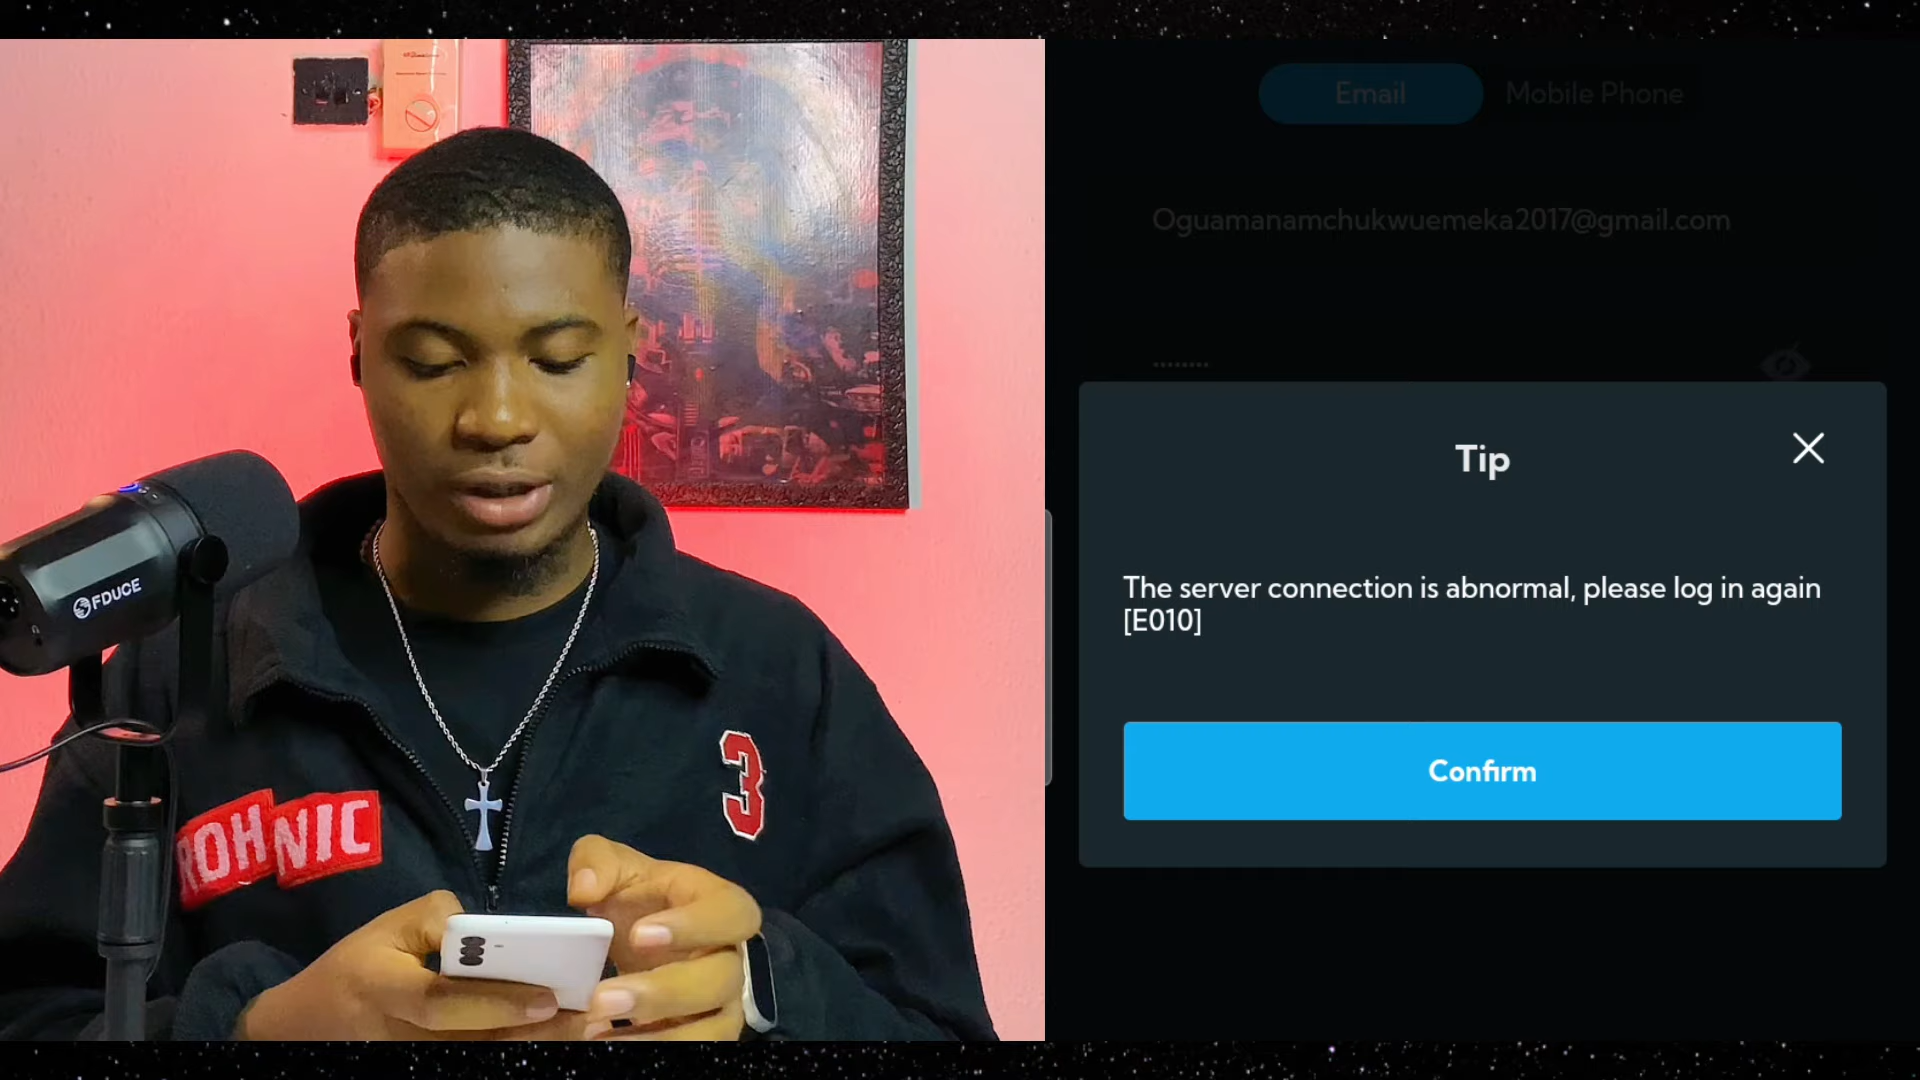 FDUCE
ROHNIC
3
Email
Mobile Phone
Oguamanamchukwuemeka2017@gmail.com
Tip
The server connection is abnormal, please log in again
[E010]
Confirm